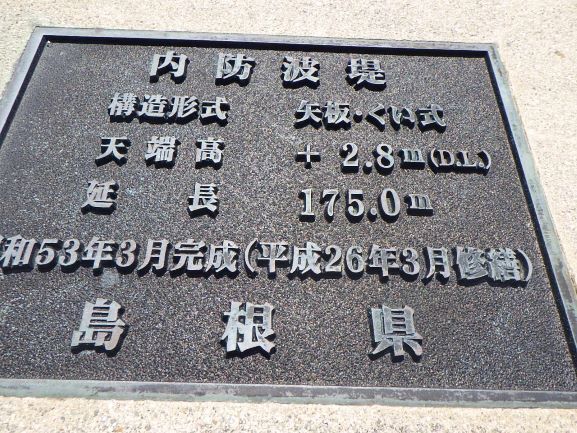 内防波堤
構造形式 矢板・くい式
天端高 + 2.8m(D.L)
延長 175.0m
和53年3月完成(平成26年3月修繕)
島根県